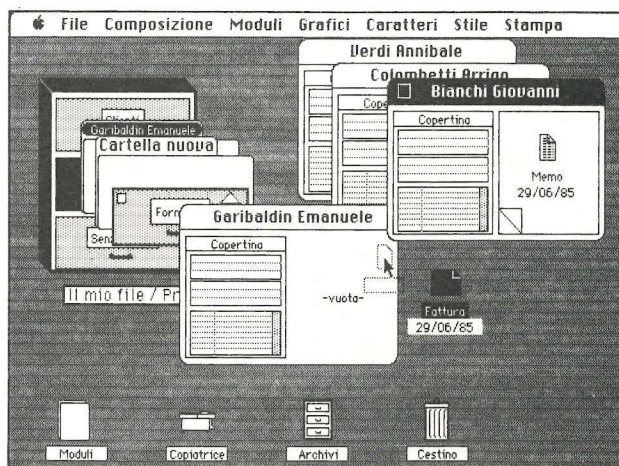 File Composizione Moduli Grafici Caratteri Stile Stampa
Verdi Annibale
Colombetti Arrigo
Bianchi Giovanni
Copertina
Memo
29/06/85
Clienti
Garibaldin Emanuele
Cartella nuova
Garibaldin Emanuele
Copertina
-vuota-
Il mio file / Pr
Fattura
29/06/85
Moduli
Copiatrice
Archivi
Cestino